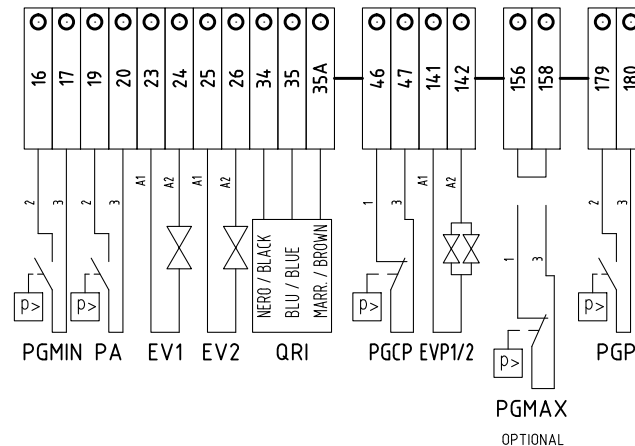 16 17 19 20 23 24 25 26 34 35 35A 46 47 141 142 156 158 179 180
2 3 2 3 A1 A2 A1 A2 1 3 A1 A2 2 3
NERO / BLACK
BLU / BLUE
MARR. / BROWN
1 3
p> p> p> p>
PGMIN PA EV1 EV2 QRI PGCP EVP1/2 PGP
p>
PGMAX
OPTIONAL